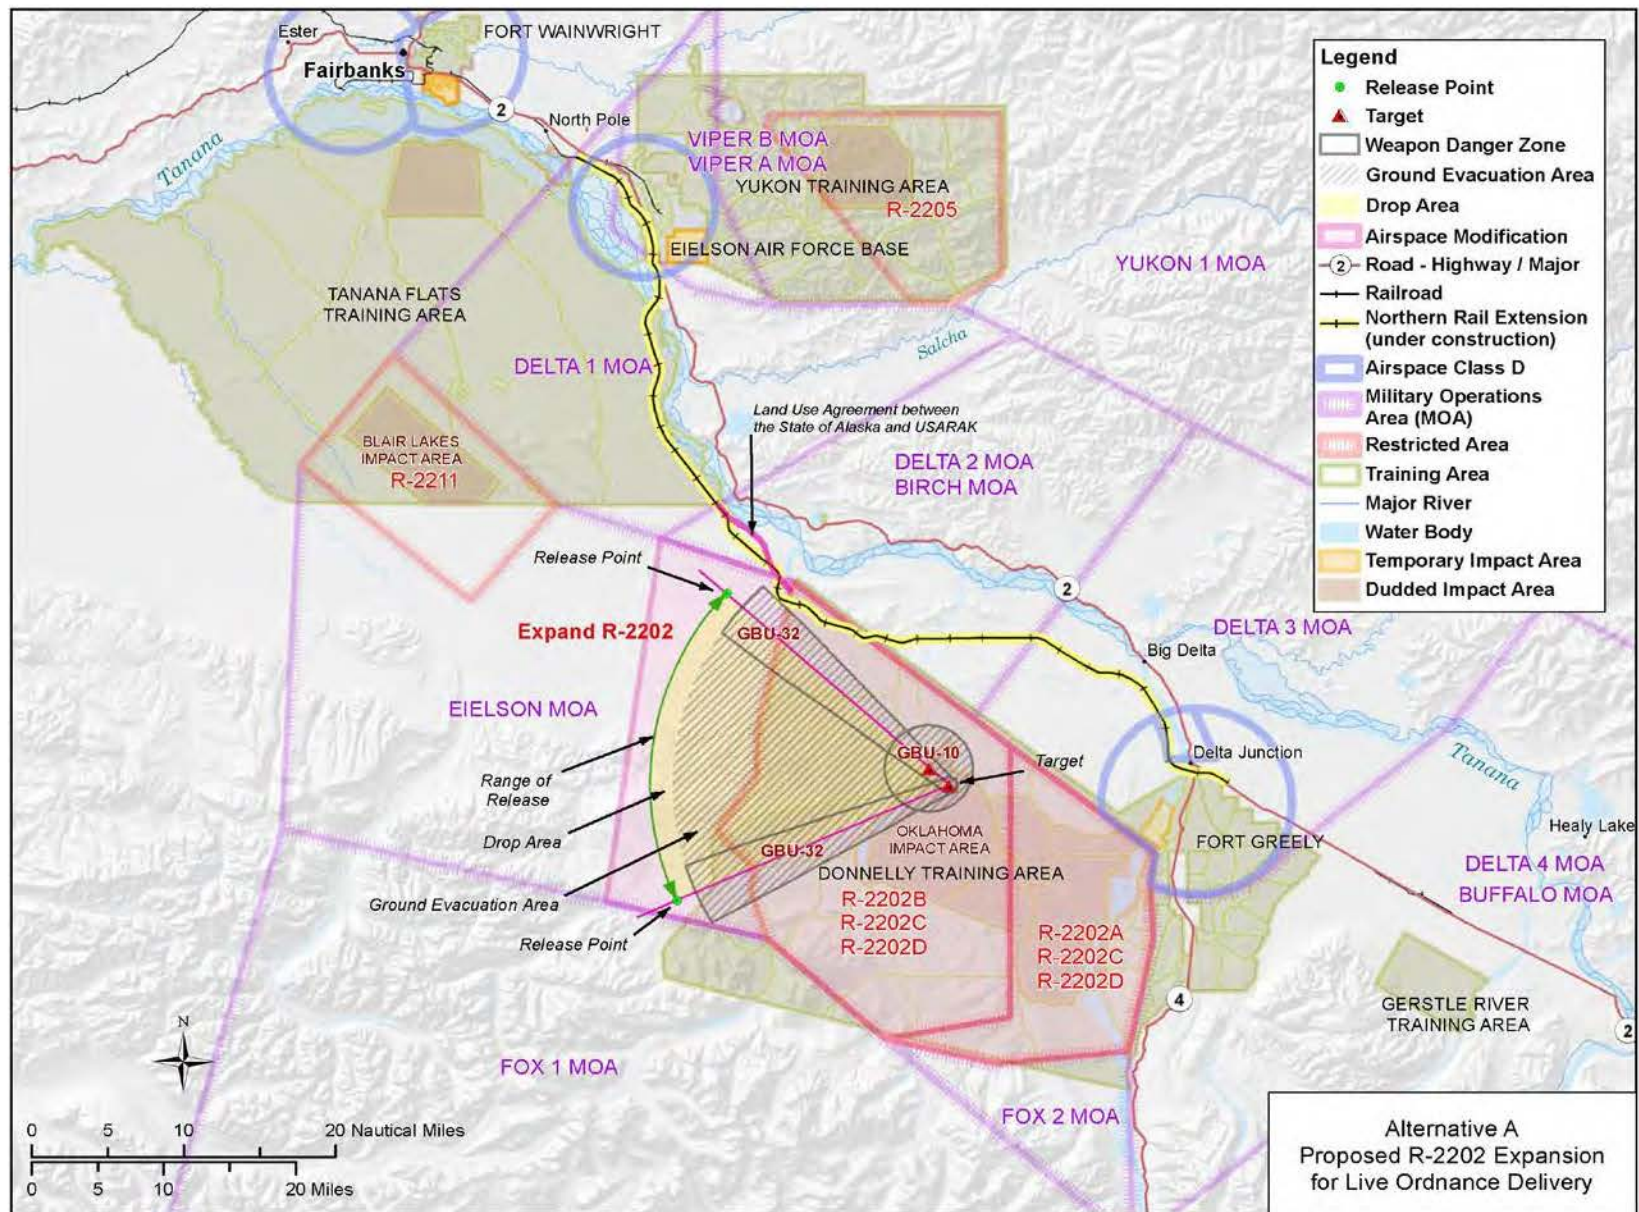 Ester
FORT WAINWRIGHT
Fairbanks
2
North Pole
Tanana
VIPER B MOA
VIPER A MOA
YUKON TRAINING AREA
R-2205
EIELSON AIR FORCE BASE
YUKON 1 MOA
TANANA FLATS
TRAINING AREA
Salcha
DELTA 1 MOA
Land Use Agreement between
the State of Alaska and USARAK
BLAIR LAKES
IMPACT AREA
R-2211
DELTA 2 MOA
BIRCH MOA
Release Point
2
Expand R-2202
GBU-32
DELTA 3 MOA
Big Delta
EIELSON MOA
GBU-10
Target
Delta Junction
Tanana
Range of
Release
Drop Area
OKLAHOMA
IMPACT AREA
GBU-32
FORT GREELY
Healy Lake
DONNELLY TRAINING AREA
DELTA 4 MOA
BUFFALO MOA
Ground Evacuation Area
R-2202B
R-2202C
R-2202D
R-2202A
R-2202C
R-2202D
Release Point
4
GERSTLE RIVER
TRAINING AREA
2
N
FOX 1 MOA
FOX 2 MOA
0 5 10 20 Nautical Miles
0 5 10 20 Miles
Legend
Release Point
Target
Weapon Danger Zone
Ground Evacuation Area
Drop Area
Airspace Modification
2 Road - Highway / Major
Railroad
Northern Rail Extension
(under construction)
Airspace Class D
Military Operations
Area (MOA)
Restricted Area
Training Area
Major River
Water Body
Temporary Impact Area
Dudded Impact Area
Alternative A
Proposed R-2202 Expansion
for Live Ordnance Delivery